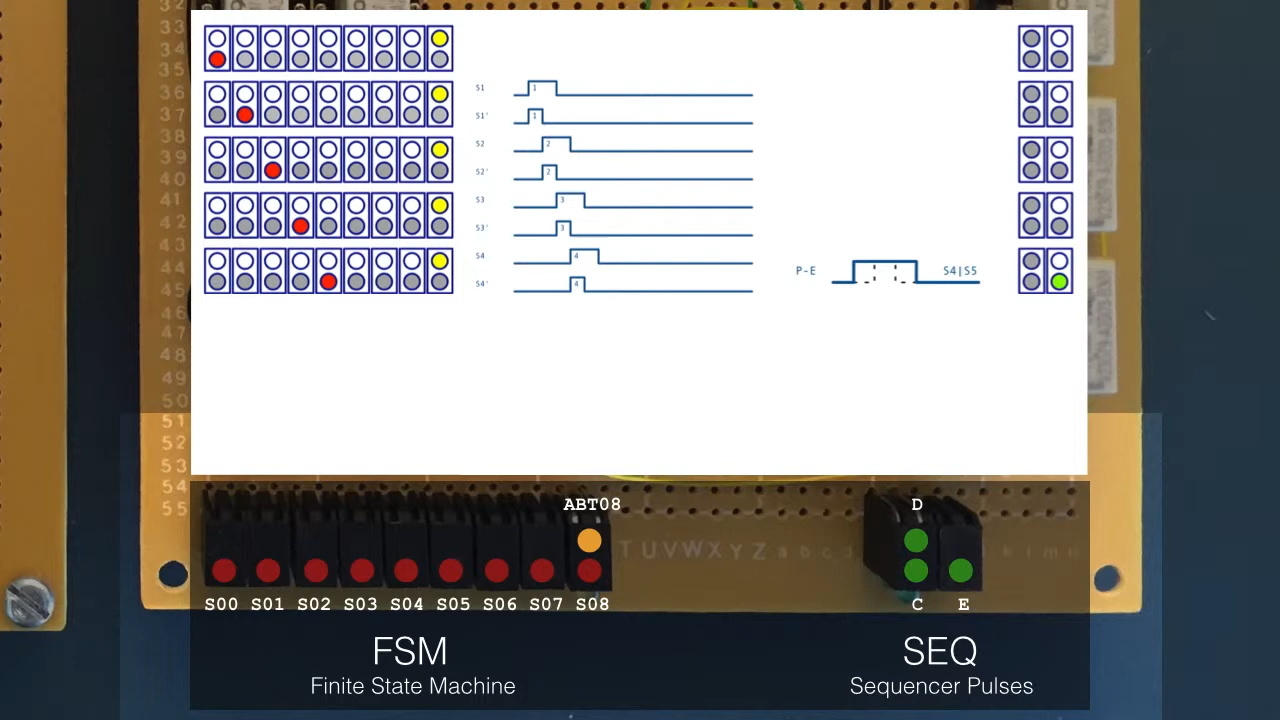 32
33
34
35
36
37
38
39
40
41
42
43
44
45
46
47
48
49
50
51
52
53
54
55
S1 1
S1' 1
S2 2
S2' 2
S3 3
S3' 3
S4 4
S4' 4
P-E S4|S5
ABT08 D
T U V W X Y Z a b c
S00 S01 S02 S03 S04 S05 S06 S07 S08 C E
FSM SEQ
Finite State Machine Sequencer Pulses